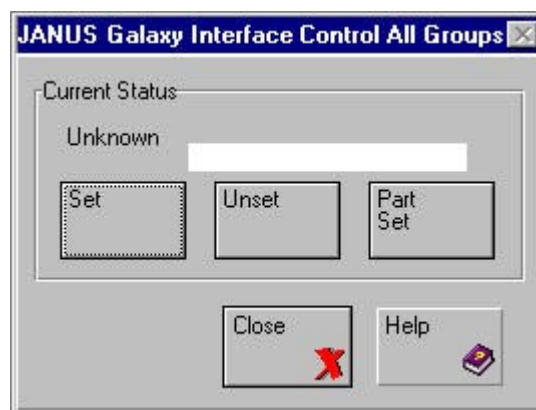 JANUS Galaxy Interface Control All Groups
Current Status
Unknown
Set
Unset
Part
Set
Close
Help